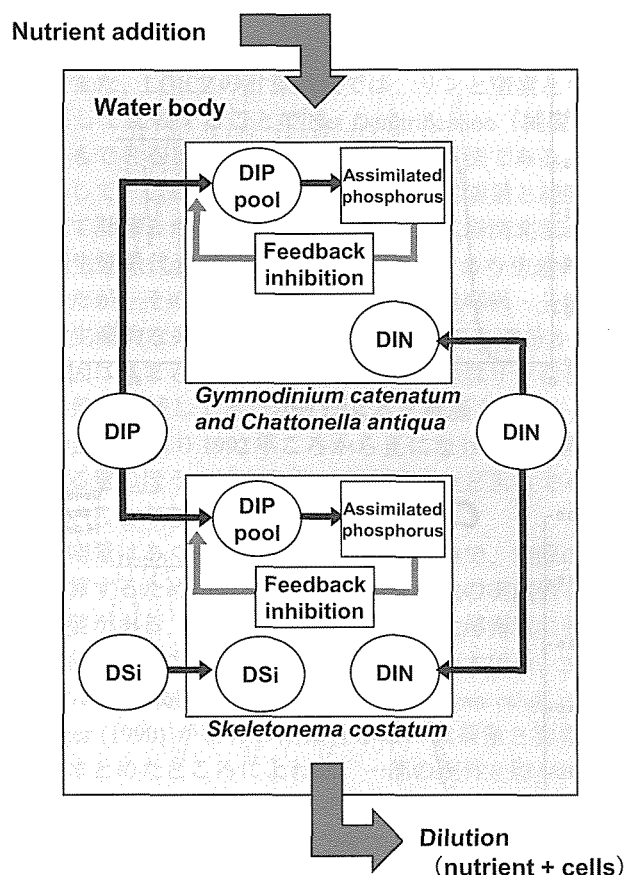 Nutrient addition
Water body
DIP
pool
Assimilated
phosphorus
Feedback
inhibition
DIN
Gymnodinium catenatum
and Chattonella antiqua
DIP
DIN
DIP
pool
Assimilated
phosphorus
Feedback
inhibition
DSi
DSi
DIN
Skeletonema costatum
Dilution
(nutrient + cells)